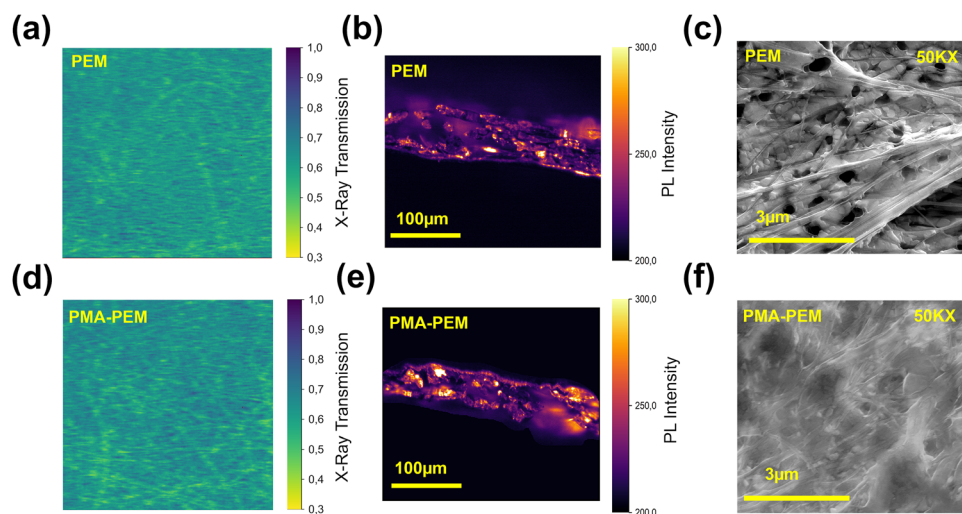 (a)
PEM
1,0
0,9
0,8
0,7
0,6
0,5
0,4
0,3
X-Ray Transmission
(b)
PEM
100µm
300,0
250,0
200,0
PL Intensity
(c)
PEM
50KX
3µm
(d)
PMA-PEM
1,0
0,9
0,8
0,7
0,6
0,5
0,4
0,3
X-Ray Transmission
(e)
PMA-PEM
100µm
300,0
250,0
200,0
PL Intensity
(f)
PMA-PEM
50KX
3µm